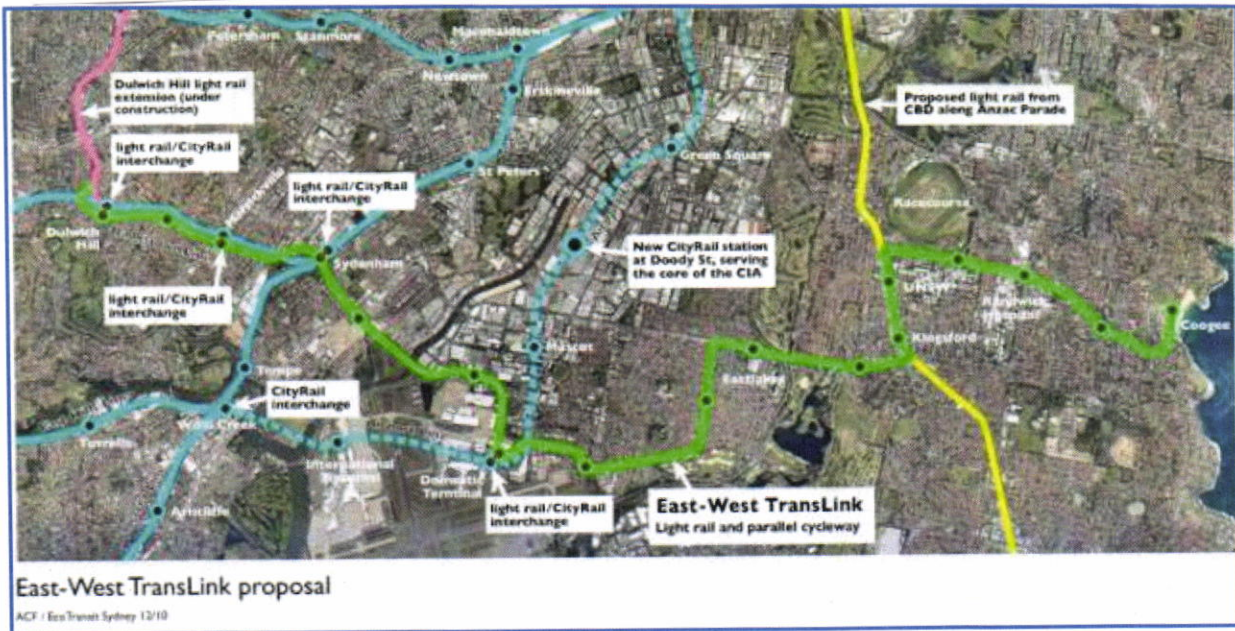 Petersham
Stanmore
Macdonaldtown
Newtown
Erskineville
Dulwich Hill light rail
extension (under
construction)
Proposed light rail from
CBD along Anzac Parade
light rail/CityRail
interchange
Green Square
St Peters
light rail/CityRail
interchange
Marrickville
Racecourse
Dulwich
Hill
Sydenham
New CityRail station
at Doody St, serving
the core of the CIA
light rail/CityRail
interchange
UNSW
Randwick
Coogee
Kingsford
Mascot
Eastlakes
Tempe
CityRail
interchange
Wolli Creek
Turrella
International
Domestic
Terminal
East-West TransLink
Light rail and parallel cycleway
light rail/CityRail
interchange
Arncliffe
East-West TransLink proposal
ACF / EcoTransit Sydney 12/10